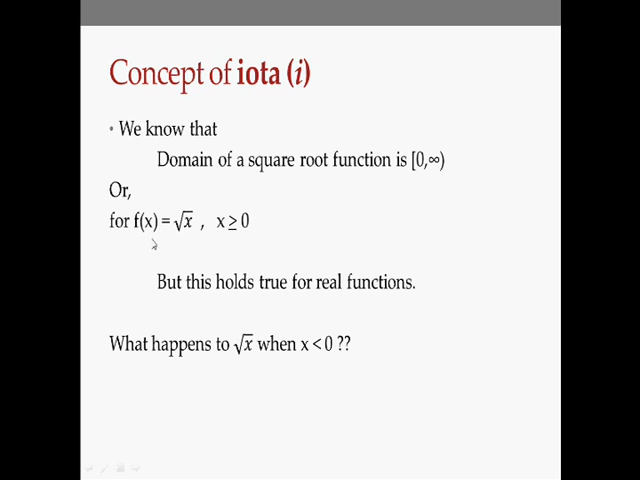 Concept of iota (i)
• We know that
Domain of a square root function is [0,∞)
Or,
for f(x) = √x , x ≥ 0
But this holds true for real functions.
What happens to √x when x < 0 ??